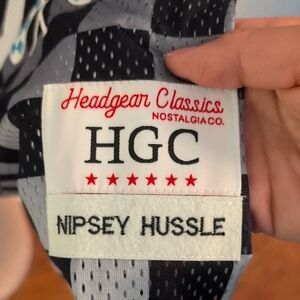 Headgear Classics
NOSTALGIA CO.
HGC
NIPSEY HUSSLE